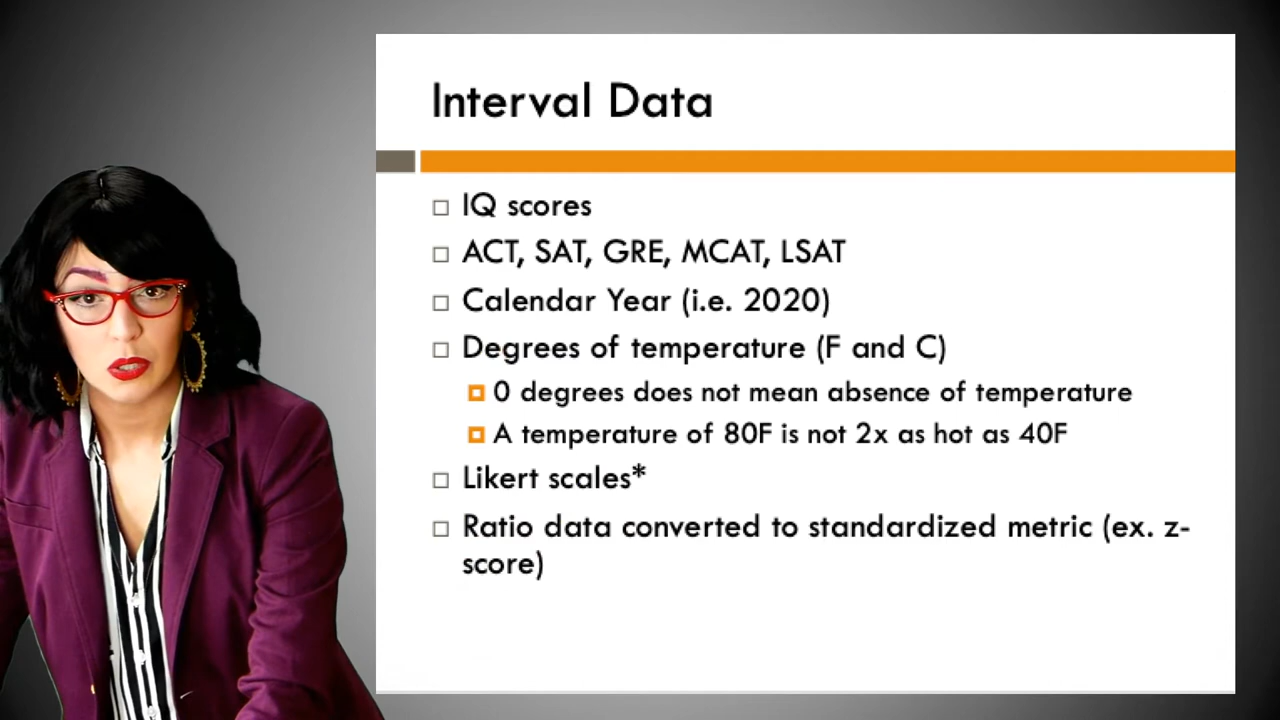 Interval Data
IQ scores
ACT, SAT, GRE, MCAT, LSAT
Calendar Year (i.e. 2020)
Degrees of temperature (F and C)
0 degrees does not mean absence of temperature
A temperature of 80F is not 2x as hot as 40F
Likert scales*
Ratio data converted to standardized metric (ex. z-
score)